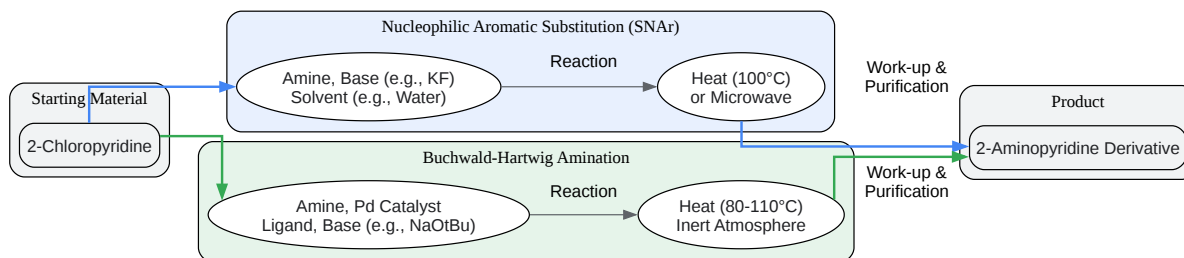 Nucleophilic Aromatic Substitution (SNAr)
Amine, Base (e.g., KF)
Solvent (e.g., Water)
Reaction
Heat (100°C)
or Microwave
Work-up &
Purification
Starting Material
2-Chloropyridine
Product
2-Aminopyridine Derivative
Buchwald-Hartwig Amination
Amine, Pd Catalyst
Ligand, Base (e.g., NaOtBu)
Reaction
Heat (80-110°C)
Inert Atmosphere
Work-up &
Purification